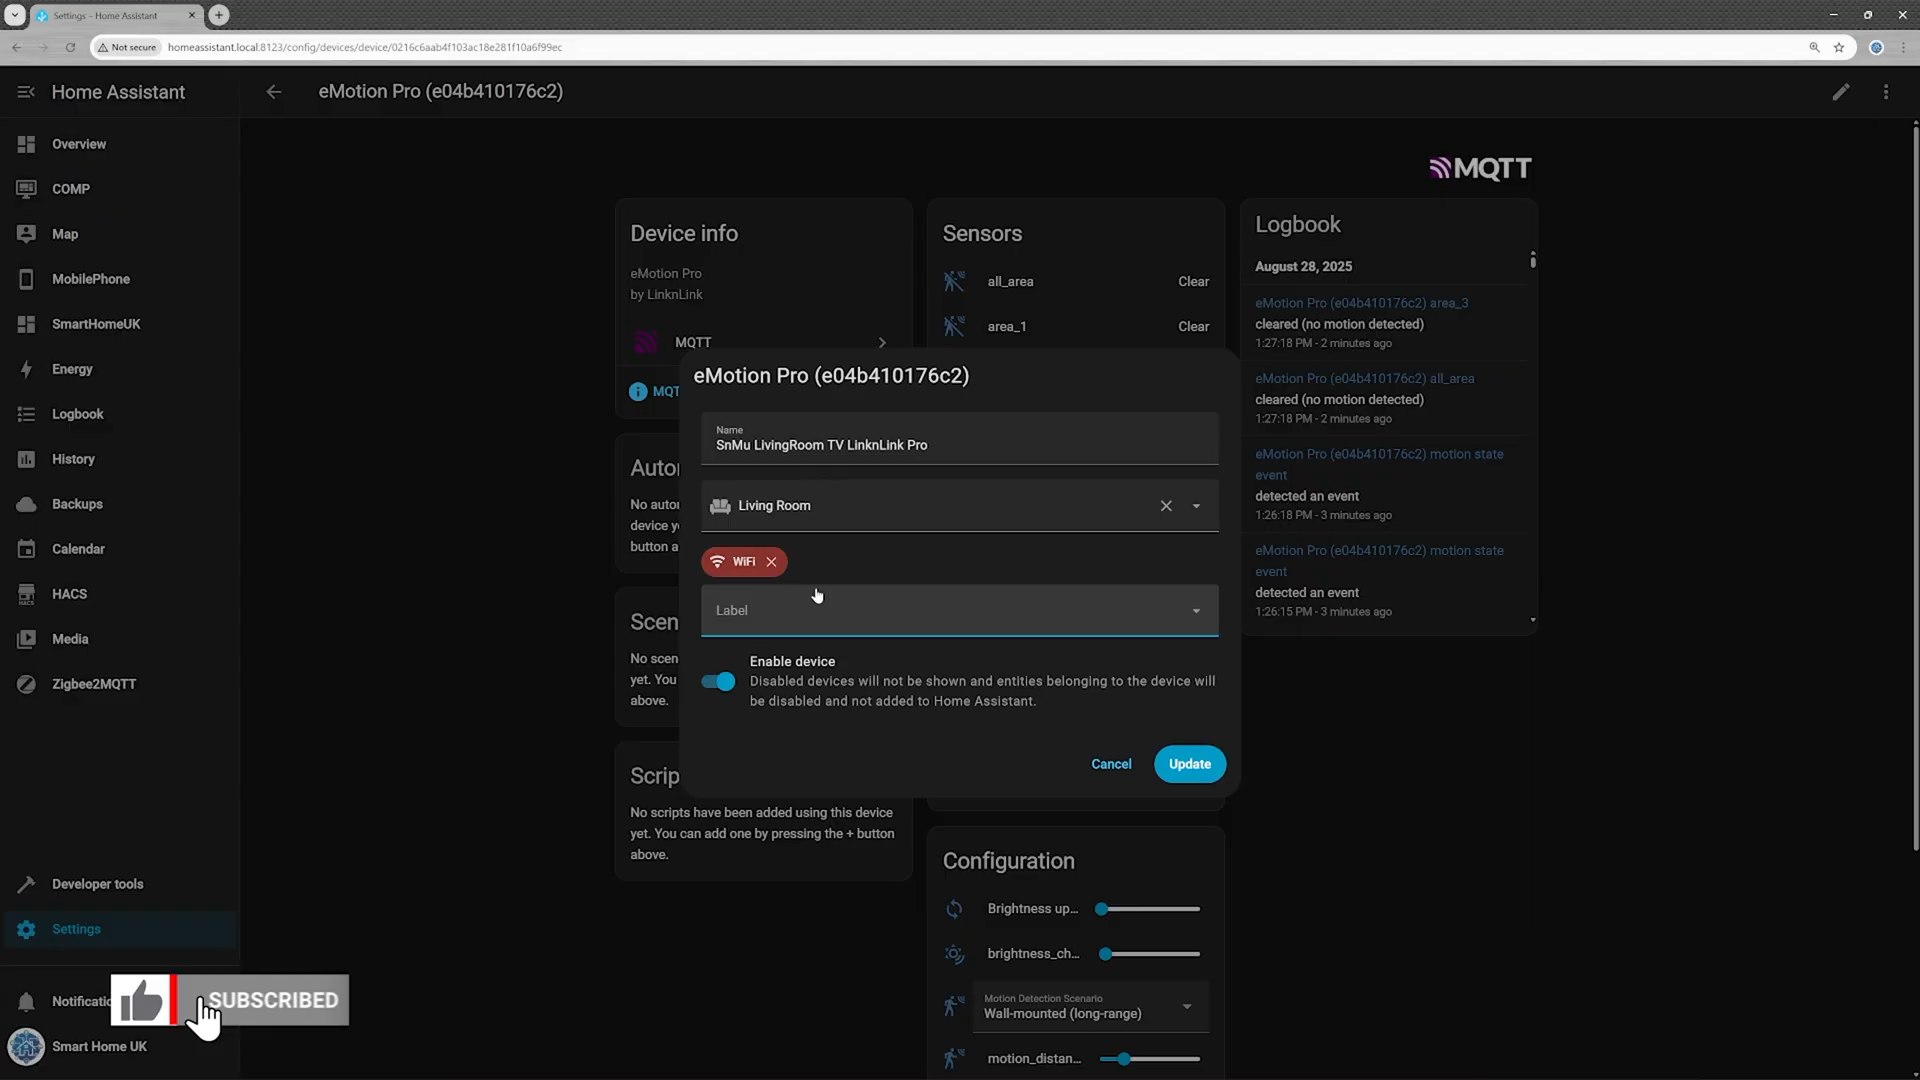 Settings – Home Assistant
Not secure
homeassistant.local:8123/config/devices/device/0216c6aab4f103ac18e281f10a6f99ec
Home Assistant
eMotion Pro (e04b410176c2)
Overview
COMP
Map
MobilePhone
SmartHomeUK
Energy
Logbook
History
Backups
Calendar
HACS
Media
Zigbee2MQTT
Developer tools
Settings
Notificatio
SUBSCRIBED
Smart Home UK
MQTT
Device info
eMotion Pro
by LinknLink
MQTT
MQT
Auto
No auto
device y
button a
Scen
No scen
yet. You
above.
Scrip
No scripts have been added using this device
yet. You can add one by pressing the + button
above.
Sensors
all_area
Clear
area_1
Clear
eMotion Pro (e04b410176c2)
Name
SnMu LivingRoom TV LinknLink Pro
Living Room
WiFi
Label
Enable device
Disabled devices will not be shown and entities belonging to the device will
be disabled and not added to Home Assistant.
Cancel
Update
Configuration
Brightness up...
brightness_ch...
Motion Detection Scenario
Wall-mounted (long-range)
motion_distan...
Logbook
August 28, 2025
eMotion Pro (e04b410176c2) area_3
cleared (no motion detected)
1:27:18 PM - 2 minutes ago
eMotion Pro (e04b410176c2) all_area
cleared (no motion detected)
1:27:18 PM - 2 minutes ago
eMotion Pro (e04b410176c2) motion state
event
detected an event
1:26:18 PM - 3 minutes ago
eMotion Pro (e04b410176c2) motion state
event
detected an event
1:26:15 PM - 3 minutes ago